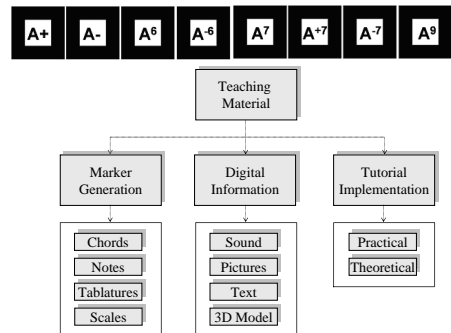 A+ A- A⁶ A⁻⁶ A⁷ A⁺⁷ A⁻⁷ A⁹
Teaching
Material
Marker
Generation
Digital
Information
Tutorial
Implementation
Chords
Notes
Tablatures
Scales
Sound
Pictures
Text
3D Model
Practical
Theoretical